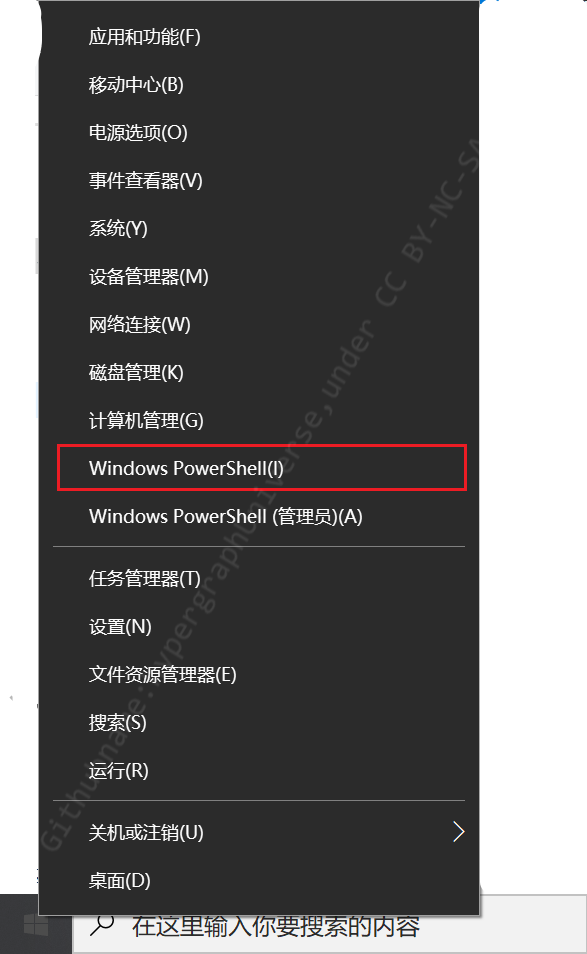 应用和功能(F)
移动中心(B)
电源选项(O)
事件查看器(V)
系统(Y)
设备管理器(M)
网络连接(W)
磁盘管理(K)
计算机管理(G)
Windows PowerShell(I)
Windows PowerShell (管理员)(A)
任务管理器(T)
设置(N)
文件资源管理器(E)
搜索(S)
运行(R)
关机或注销(U)
桌面(D)
在这里输入你要搜索的内容
Githubname:hypergraphUniverse,under CC BY-NC-SA